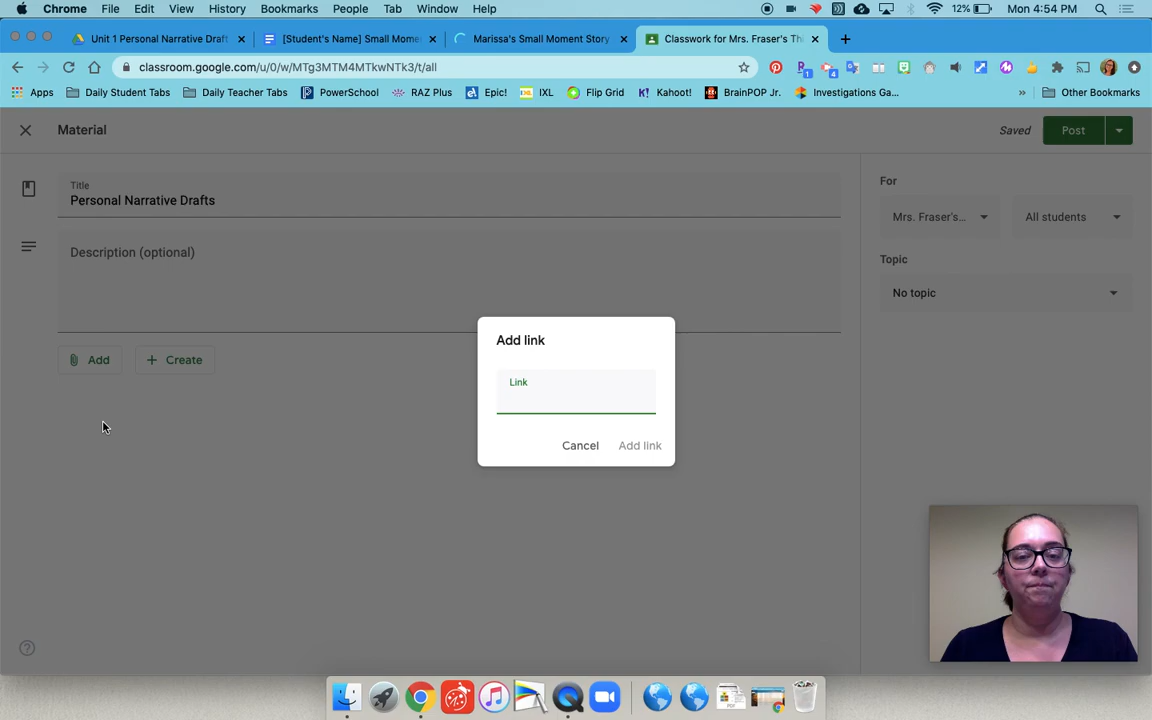 Chrome File Edit View History Bookmarks People Tab Window Help 12% Mon 4:54 PM
Unit 1 Personal Narrative Draft [Student's Name] Small Mome Marissa's Small Moment Story Classwork for Mrs. Fraser's Th
classroom.google.com/u/0/w/MTg3MTM4MTkwNTk3/t/all 1 4
Apps Daily Student Tabs Daily Teacher Tabs PowerSchool RAZ Plus Epic! IXL Flip Grid Kahoot! BrainPOP Jr. Investigations Ga... » Other Bookmarks
Material Saved Post
Title
Personal Narrative Drafts
Description (optional)
Add Create
For
Mrs. Fraser's... All students
Topic
No topic
Add link
Link
Cancel Add link